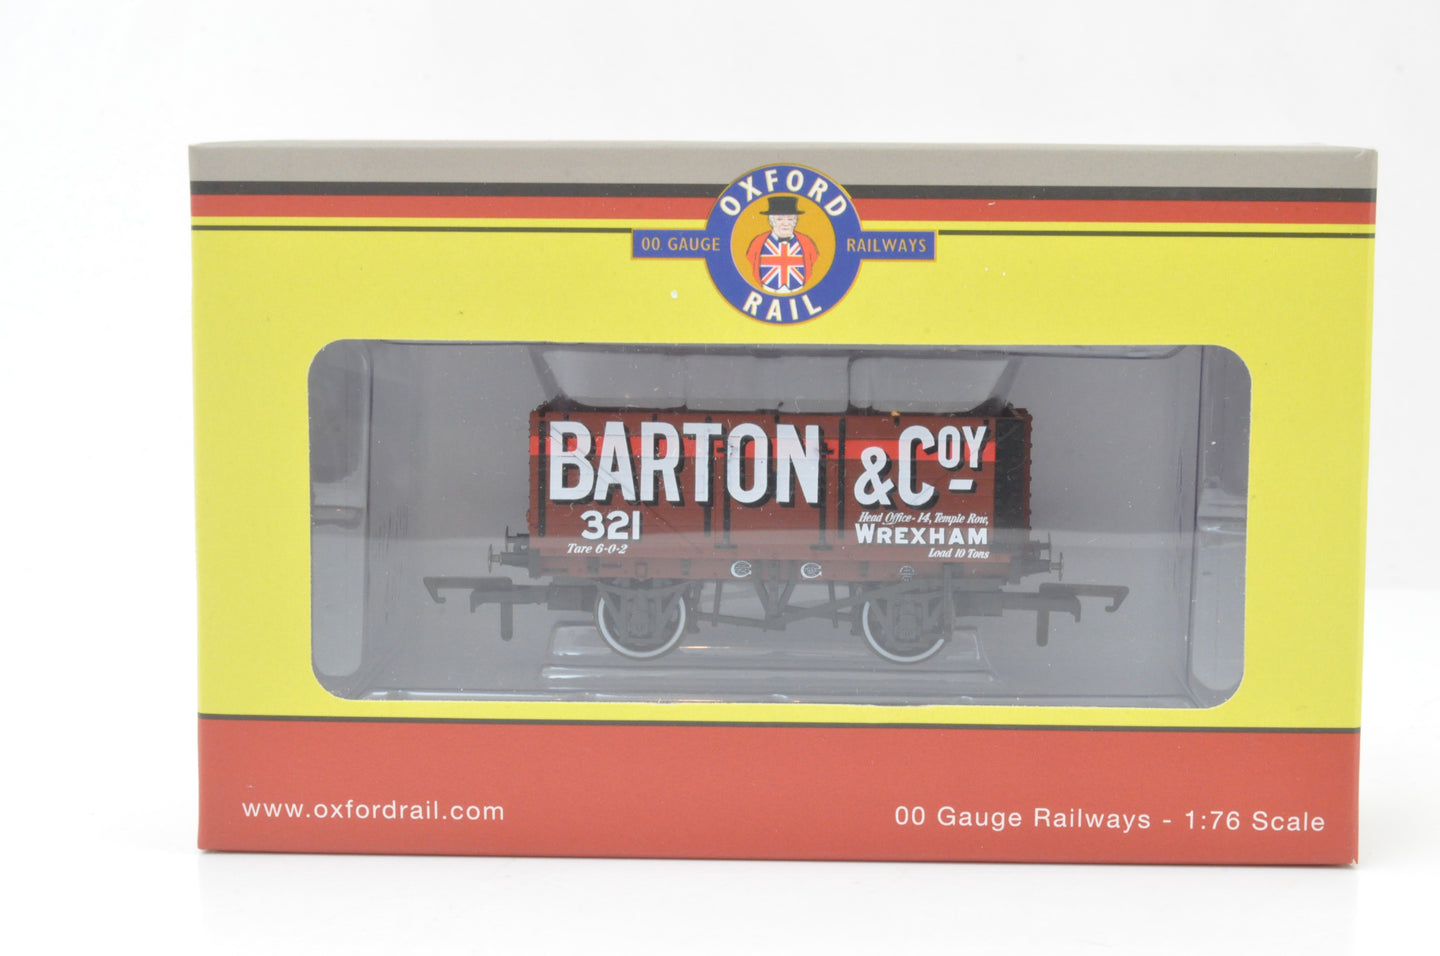 OXFORD
00 GAUGE RAILWAYS
RAIL
BARTON & COY
321
Tare 6-0-2
Head Office - 14, Temple Row,
WREXHAM
Load 10 Tons
www.oxfordrail.com
00 Gauge Railways - 1:76 Scale